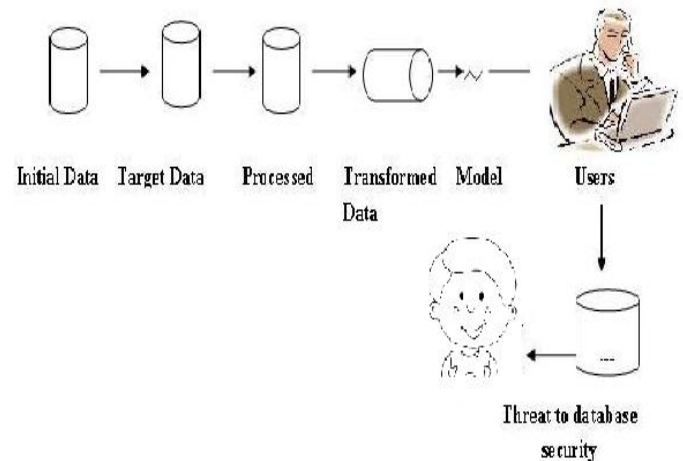 Initial Data Target Data Processed Transformed Model Users
Data
Threat to database
security